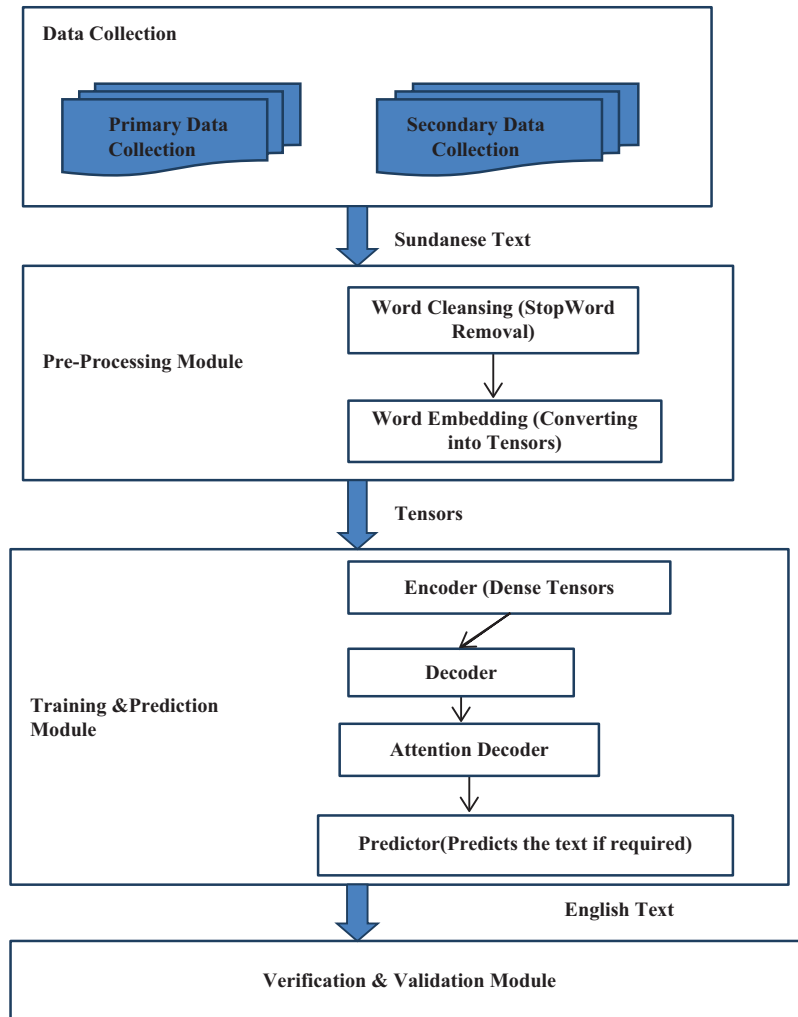 Data Collection
Primary Data
Collection
Secondary Data
Collection
Sundanese Text
Word Cleansing (StopWord
Removal)
Pre-Processing Module
Word Embedding (Converting
into Tensors)
Tensors
Encoder (Dense Tensors
Decoder
Training &Prediction
Module
Attention Decoder
Predictor(Predicts the text if required)
English Text
Verification & Validation Module